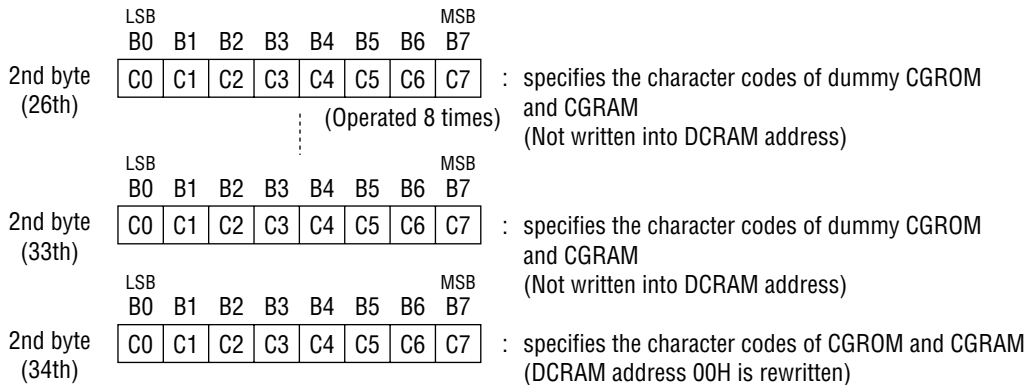 LSB MSB
B0 B1 B2 B3 B4 B5 B6 B7
2nd byte C0 C1 C2 C3 C4 C5 C6 C7 : specifies the character codes of dummy CGROM
(26th) and CGRAM
(Operated 8 times)
(Not written into DCRAM address)
LSB MSB
B0 B1 B2 B3 B4 B5 B6 B7
2nd byte C0 C1 C2 C3 C4 C5 C6 C7 : specifies the character codes of dummy CGROM
(33th) and CGRAM
(Not written into DCRAM address)
LSB MSB
B0 B1 B2 B3 B4 B5 B6 B7
2nd byte C0 C1 C2 C3 C4 C5 C6 C7 : specifies the character codes of CGROM and CGRAM
(34th) (DCRAM address 00H is rewritten)